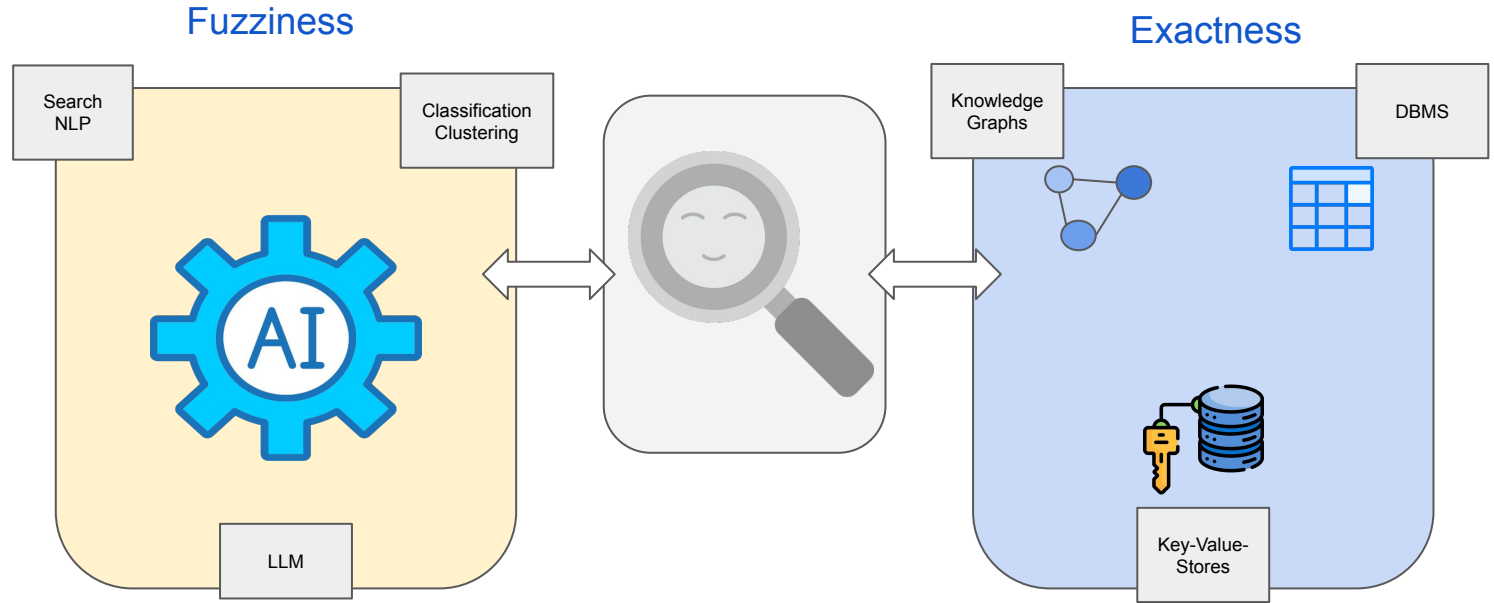 Fuzziness
Exactness
Search
NLP
Classification
Clustering
Knowledge
Graphs
DBMS
AI
LLM
Key-Value-
Stores